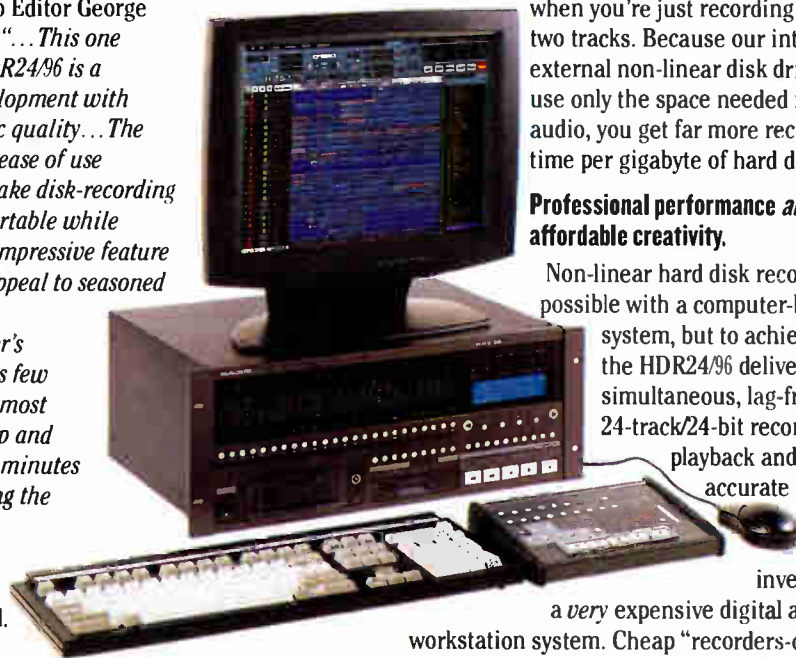 Editor George
“...This one
R24/96 is a
lopment with
c quality...The
ease of use
ake disk-recording
rtable while
mpressive feature
ppeal to seasoned
r's
s few
most
p and
minutes
ng the
l.
when you're just recording
two tracks. Because our int
external non-linear disk dri
use only the space needed
audio, you get far more rec
time per gigabyte of hard d
Professional performance a
affordable creativity.
Non-linear hard disk reco
possible with a computer-
system, but to achie
the HDR24/96 delive
simultaneous, lag-fr
24-track/24-bit recor
playback and
accurate
inve
a very expensive digital a
workstation system. Cheap “recorders-